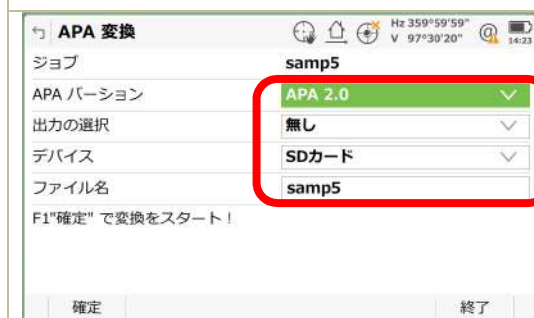 APA 変換
Hz 359°59'59"
V 97°30'20"
14:23
ジョブ samp5
APA バージョン APA 2.0
出力の選択 無し
デバイス SDカード
ファイル名 samp5
F1"確定" で変換をスタート！
確定 終了